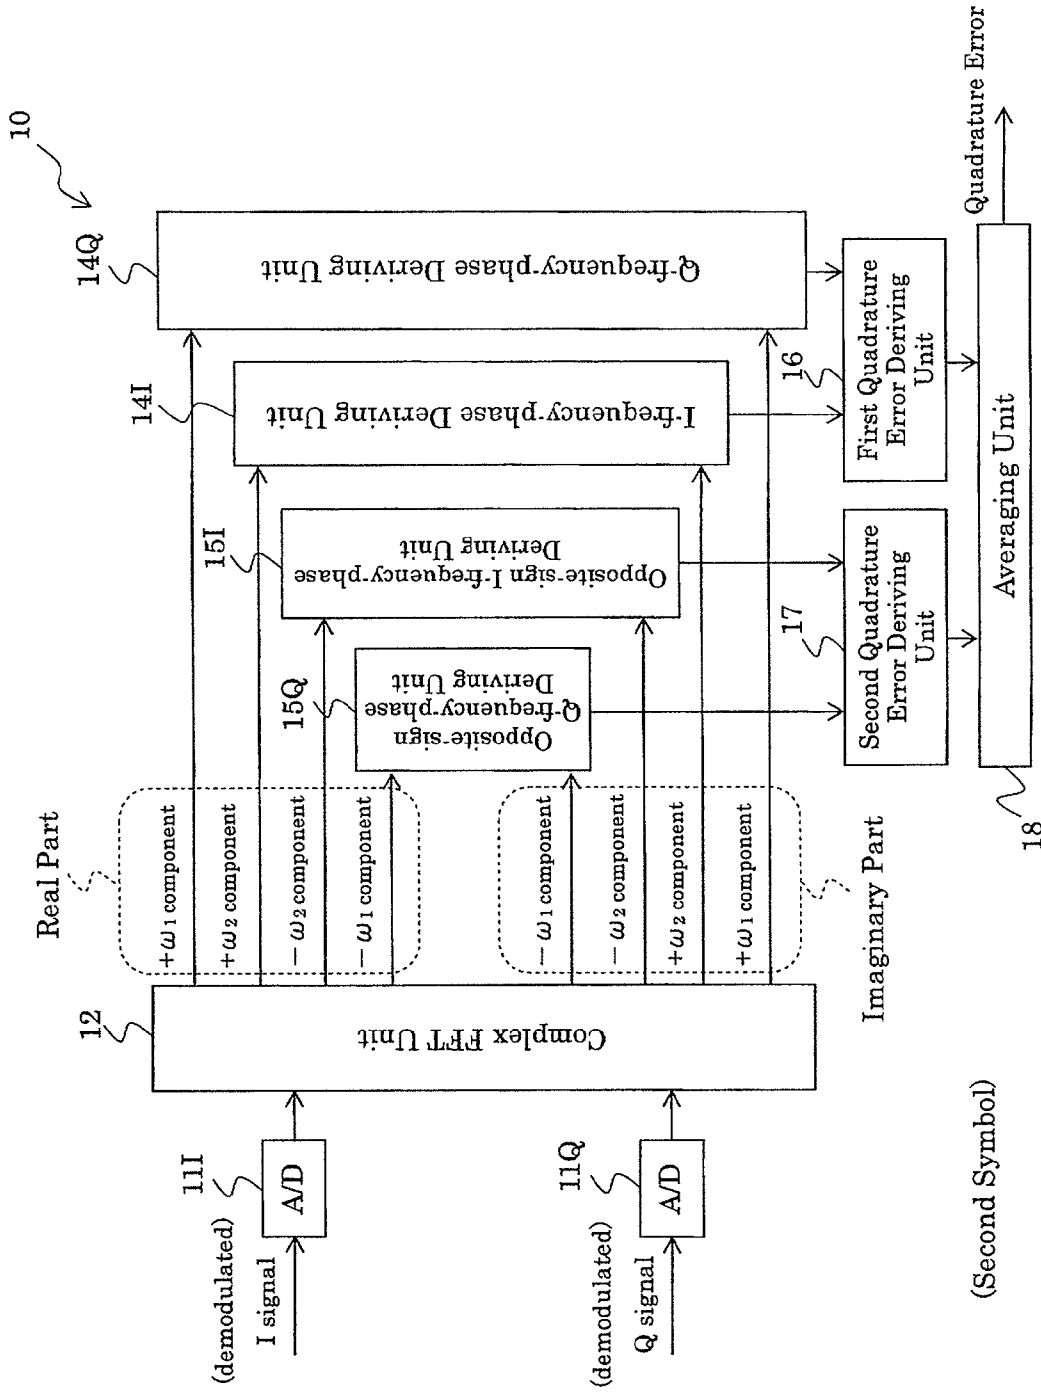 10
Real Part
+ω1 component
+ω2 component
−ω2 component
−ω1 component
−ω1 component
−ω2 component
+ω2 component
+ω1 component
Imaginary Part
(demodulated)
I signal
11I
A/D
(demodulated)
Q signal
11Q
A/D
12
Complex FFT Unit
15Q
Opposite-sign
Q-frequency-phase
Deriving Unit
15I
Opposite-sign I-frequency-phase
Deriving Unit
14I
I-frequency-phase Deriving Unit
14Q
Q-frequency-phase Deriving Unit
17
Second Quadrature
Error Deriving
Unit
16
First Quadrature
Error Deriving
Unit
18
Averaging Unit
Quadrature Error
(Second Symbol)